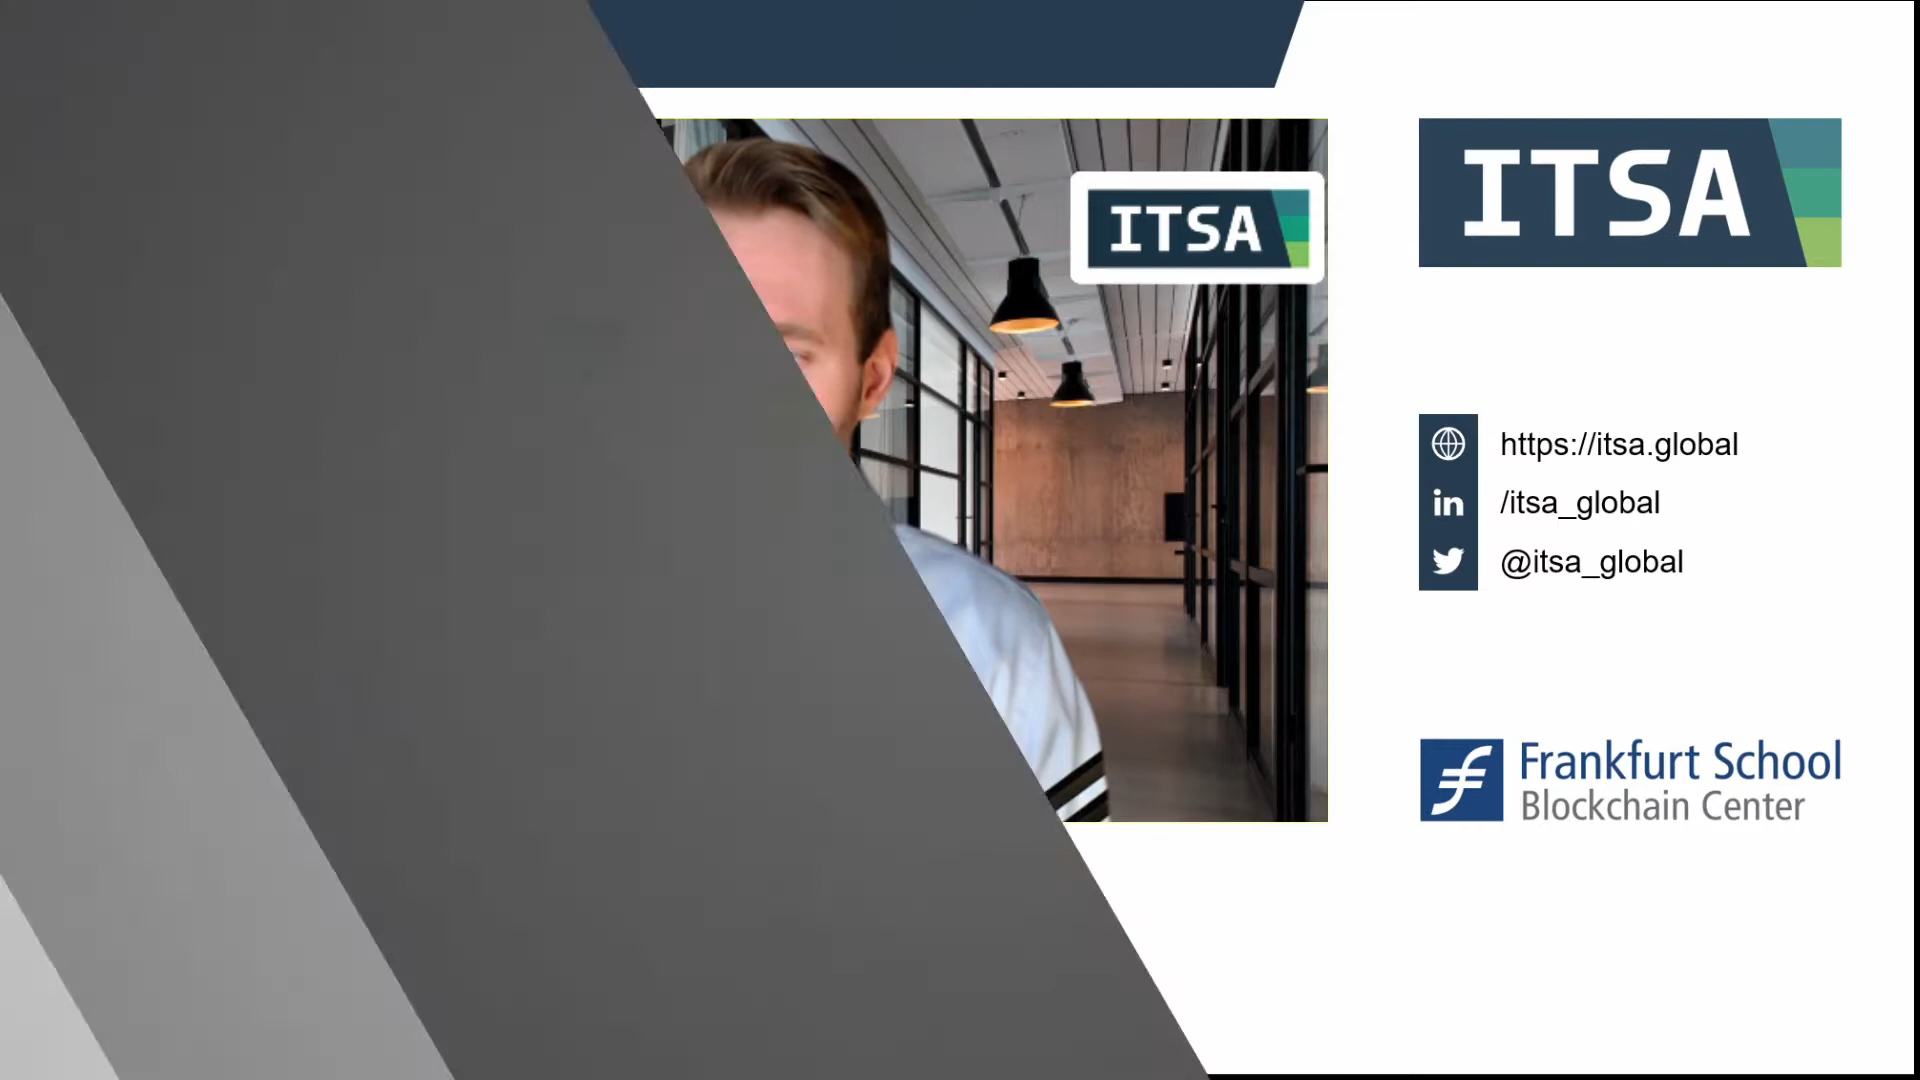 ITSA
ITSA
https://itsa.global
/itsa_global
@itsa_global
Frankfurt School
Blockchain Center